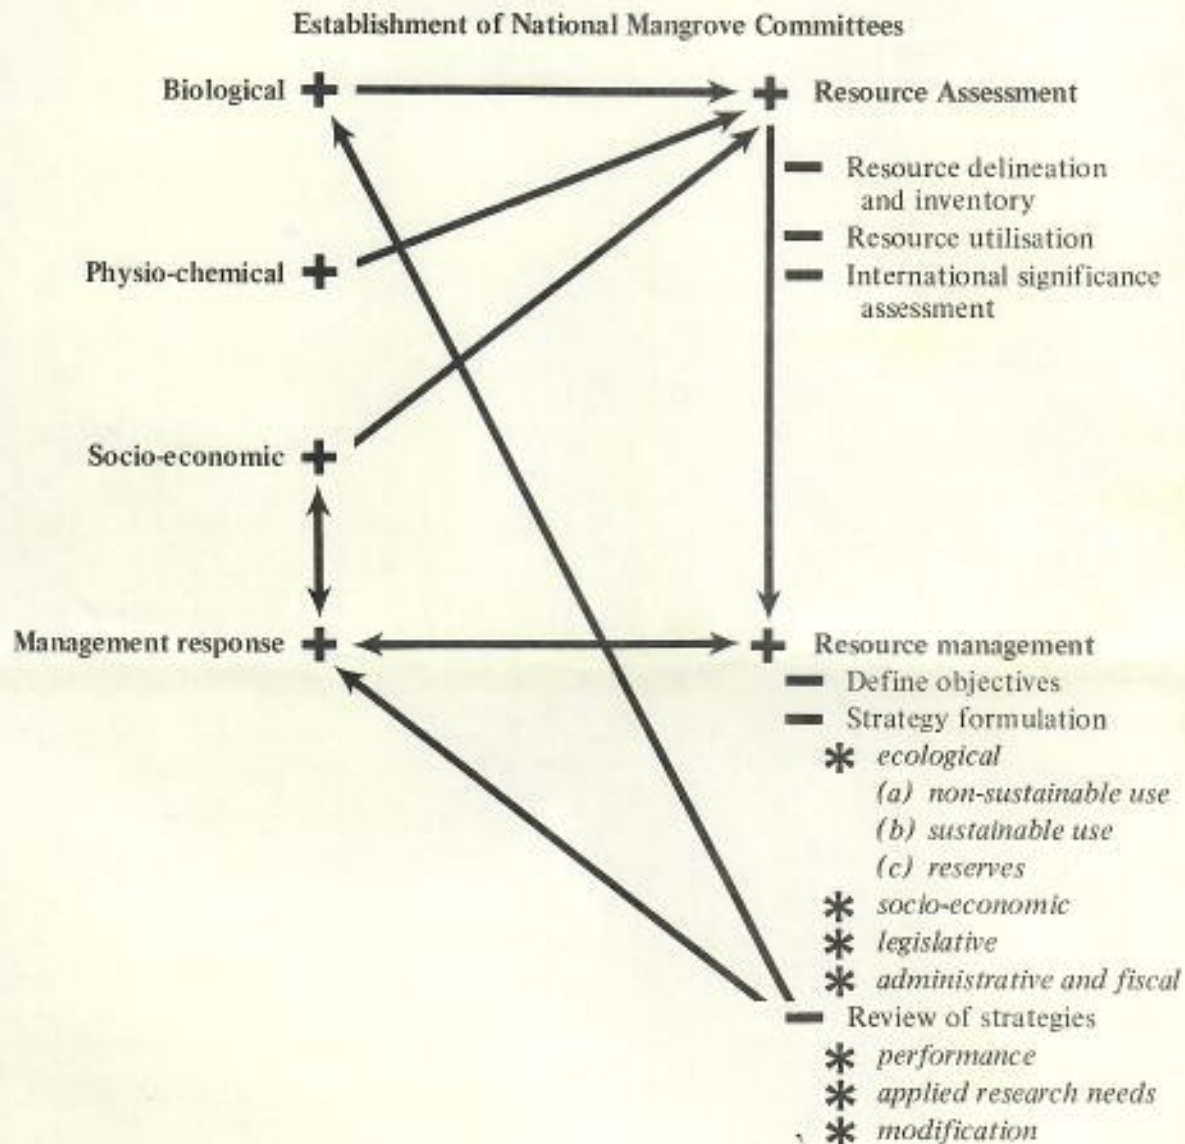 Establishment of National Mangrove Committees
Biological
Resource Assessment
Resource delineation
and inventory
Resource utilisation
International significance
assessment
Physio-chemical
Socio-economic
Management response
Resource management
Define objectives
Strategy formulation
ecological
(a) non-sustainable use
(b) sustainable use
(c) reserves
socio-economic
legislative
administrative and fiscal
Review of strategies
performance
applied research needs
modification